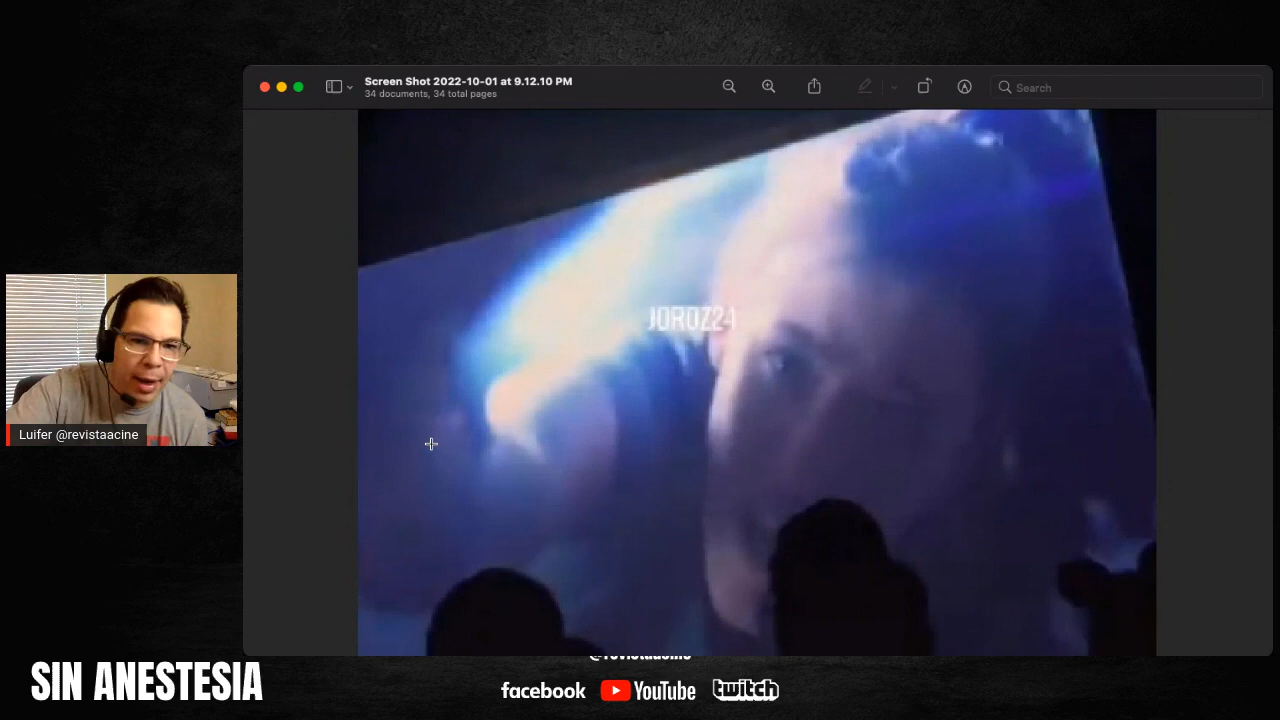 Screen Shot 2022-10-01 at 9.12.10 PM
34 documents, 34 total pages
Search
JOROZ24
Luifer @revistaacine
SIN ANESTESIA
@revistaacine
facebook YouTube twitch